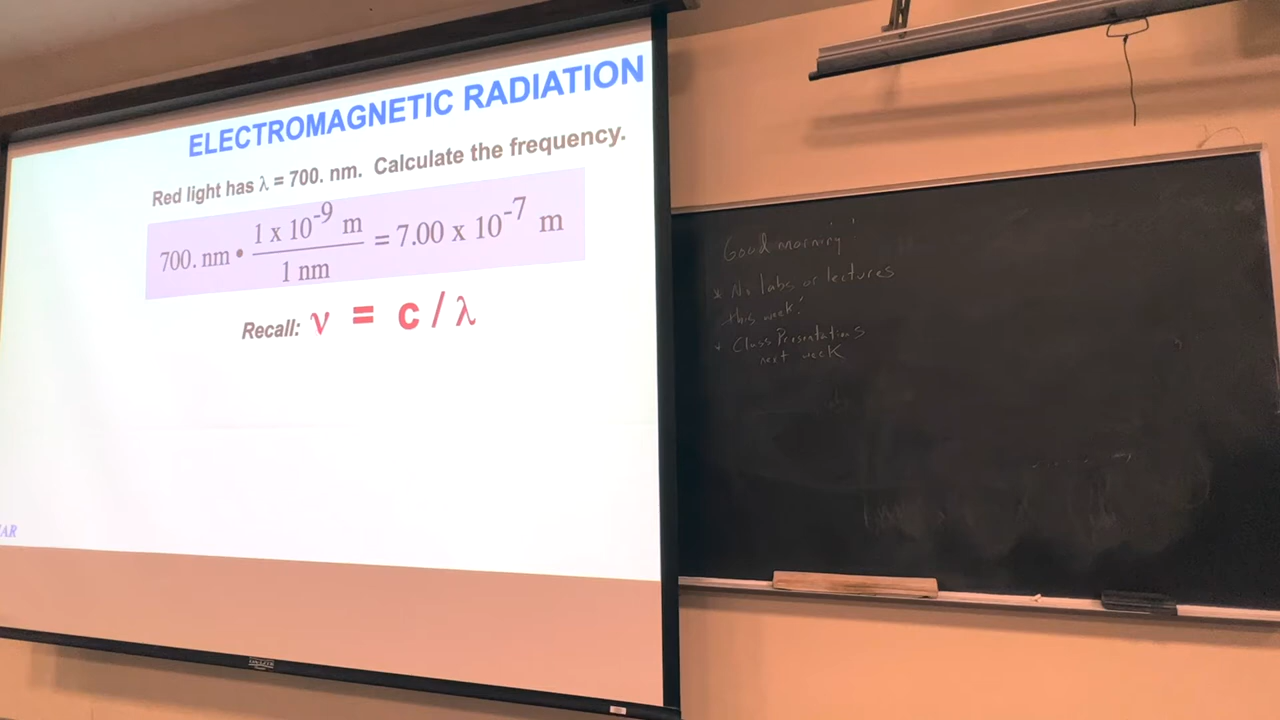 ELECTROMAGNETIC RADIATION
Red light has λ = 700. nm. Calculate the frequency.
700. nm • 1 x 10⁻⁹ m / 1 nm = 7.00 x 10⁻⁷ m
Recall: ν = c / λ
AR
Good morning!
* No labs or lectures
this week!
* Class Presentations
next week